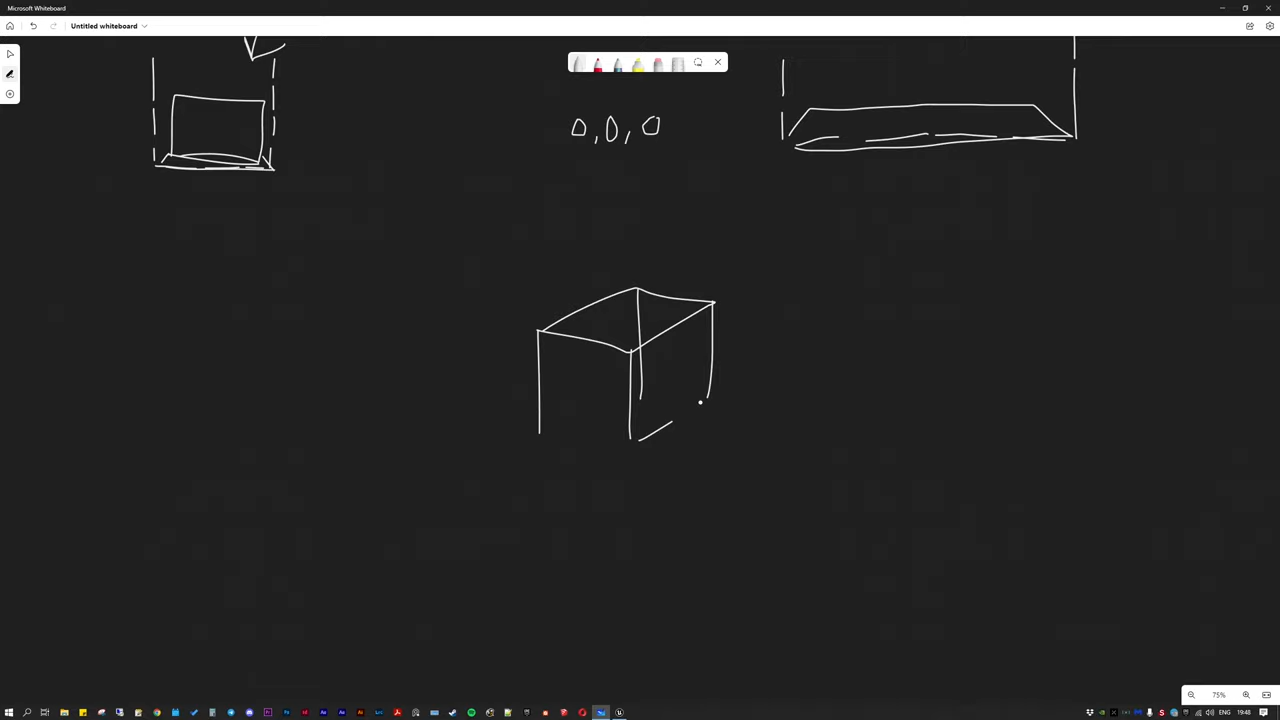 Microsoft Whiteboard
Untitled whiteboard
0, 0, 0
75%
ENG
19:48